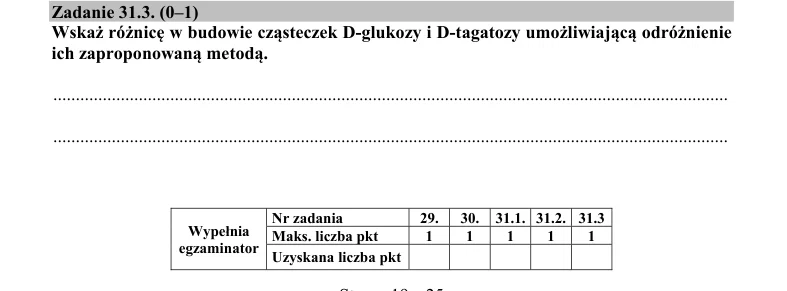 Zadanie 31.3. (0–1)
Wskaż różnicę w budowie cząsteczek D-glukozy i D-tagatozy umożliwiającą odróżnienie
ich zaproponowaną metodą.
Wypełnia egzaminator
Nr zadania 29. 30. 31.1. 31.2. 31.3
Maks. liczba pkt 1 1 1 1 1
Uzyskana liczba pkt